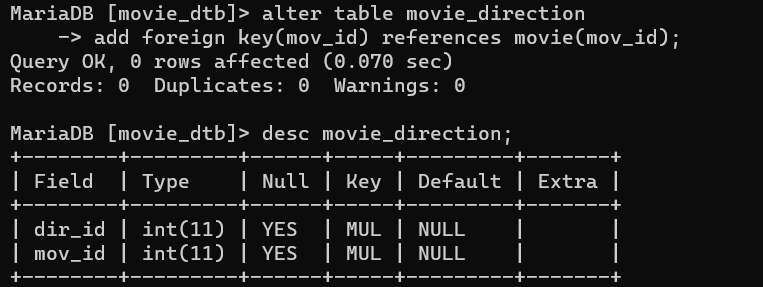 MariaDB [movie_dtb]> alter table movie_direction
    -> add foreign key(mov_id) references movie(mov_id);
Query OK, 0 rows affected (0.070 sec)
Records: 0  Duplicates: 0  Warnings: 0

MariaDB [movie_dtb]> desc movie_direction;
+--------+---------+------+-----+---------+-------+
| Field  | Type    | Null | Key | Default | Extra |
+--------+---------+------+-----+---------+-------+
| dir_id | int(11) | YES  | MUL | NULL    |       |
| mov_id | int(11) | YES  | MUL | NULL    |       |
+--------+---------+------+-----+---------+-------+